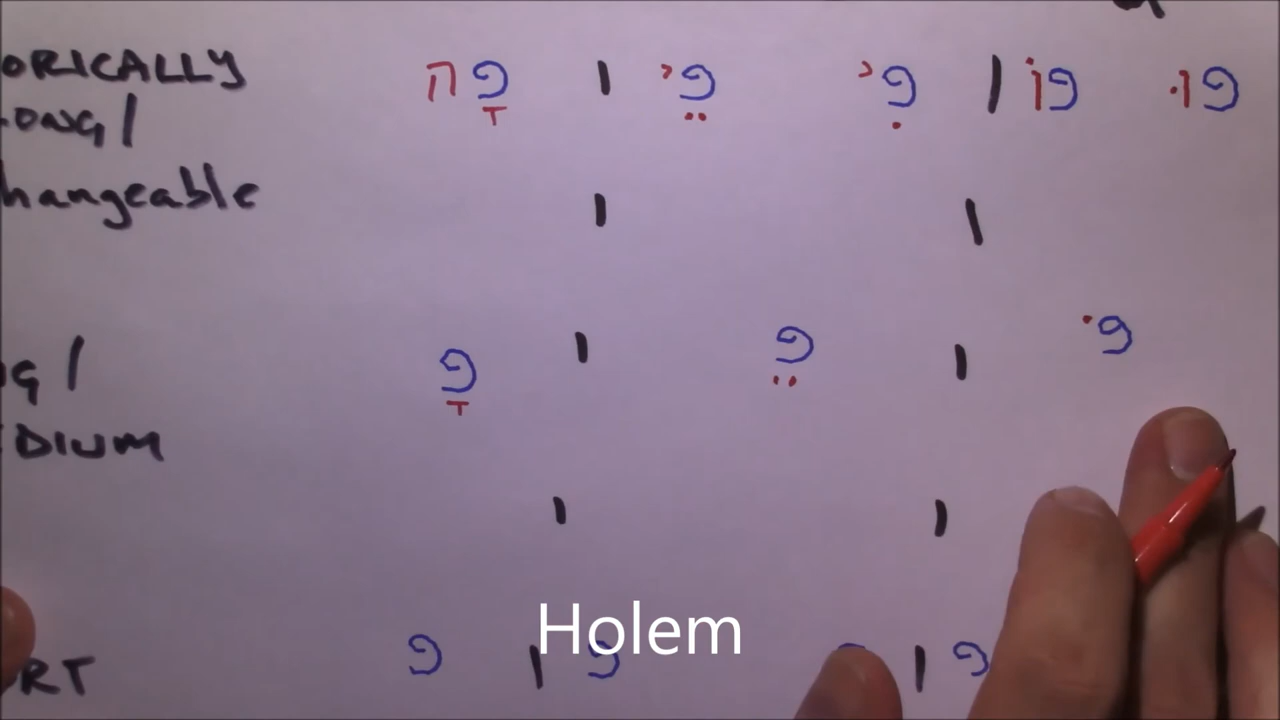 ORICALLY פָה | פֵי פִי | פוֹ פוּ
ONG/
hangeable | |
G / פָ | פֵ | פֹ
DIUM
| |
RT פ | פ | פ
Holem